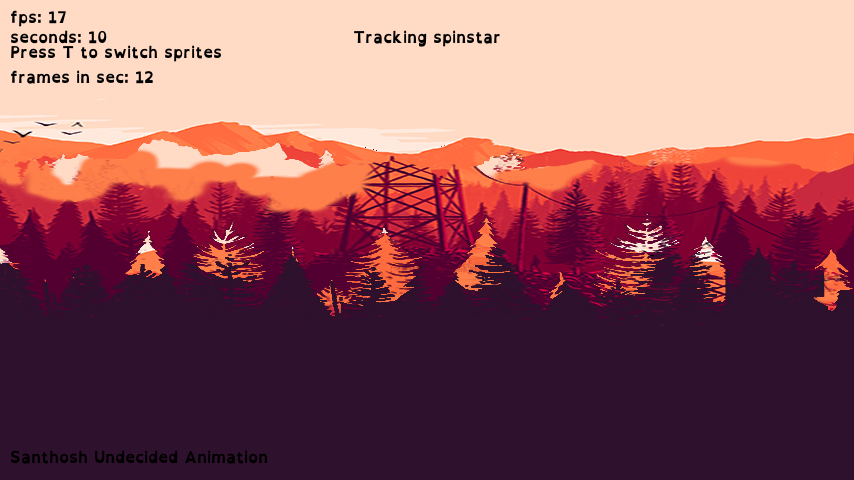 fps: 17
seconds: 10
Tracking spinstar
Press T to switch sprites
frames in sec: 12
Santhosh Undecided Animation